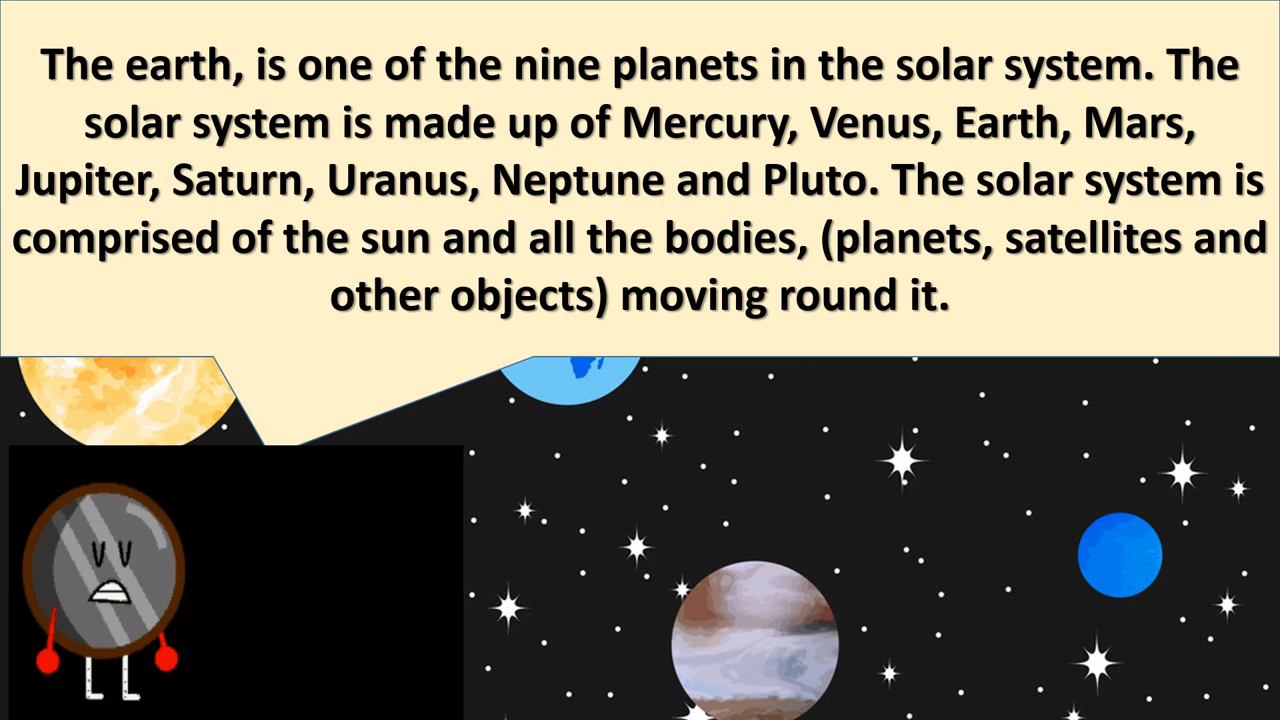 The earth, is one of the nine planets in the solar system. The
solar system is made up of Mercury, Venus, Earth, Mars,
Jupiter, Saturn, Uranus, Neptune and Pluto. The solar system is
comprised of the sun and all the bodies, (planets, satellites and
other objects) moving round it.